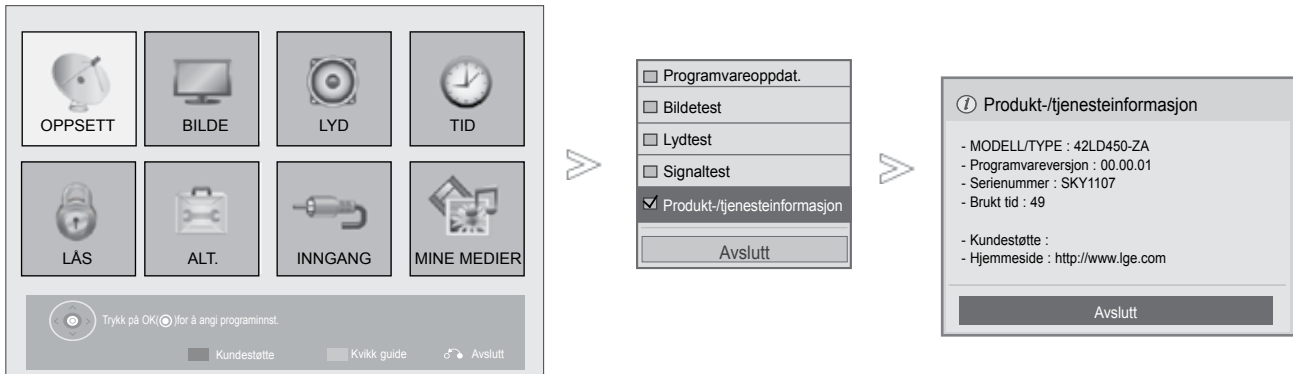 OPPSETT BILDE LYD TID
LÅS ALT. INNGANG MINE MEDIER
Trykk på OK( )for å angi programinnst.
Kundestøtte Kvikk guide Avslutt
Programvareoppdat.
Bildetest
Lydtest
Signaltest
Produkt-/tjenesteinformasjon
Avslutt
Produkt-/tjenesteinformasjon
- MODELL/TYPE : 42LD450-ZA
- Programvareversjon : 00.00.01
- Serienummer : SKY1107
- Brukt tid : 49
- Kundestøtte :
- Hjemmeside : http://www.lge.com
Avslutt